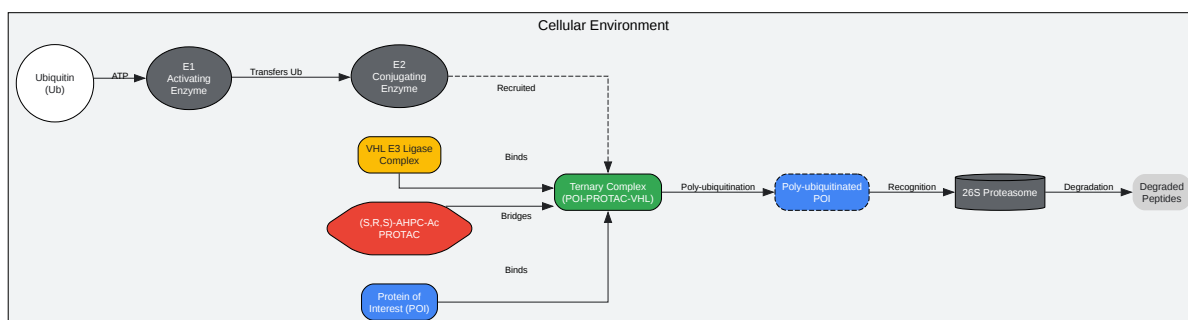 Cellular Environment
Ubiquitin
(Ub)
ATP
E1
Activating
Enzyme
Transfers Ub
E2
Conjugating
Enzyme
Recruited
VHL E3 Ligase
Complex
Binds
(S,R,S)-AHPC-Ac
PROTAC
Bridges
Protein of
Interest (POI)
Binds
Ternary Complex
(POI-PROTAC-VHL)
Poly-ubiquitination
Poly-ubiquitinated
POI
Recognition
26S Proteasome
Degradation
Degraded
Peptides